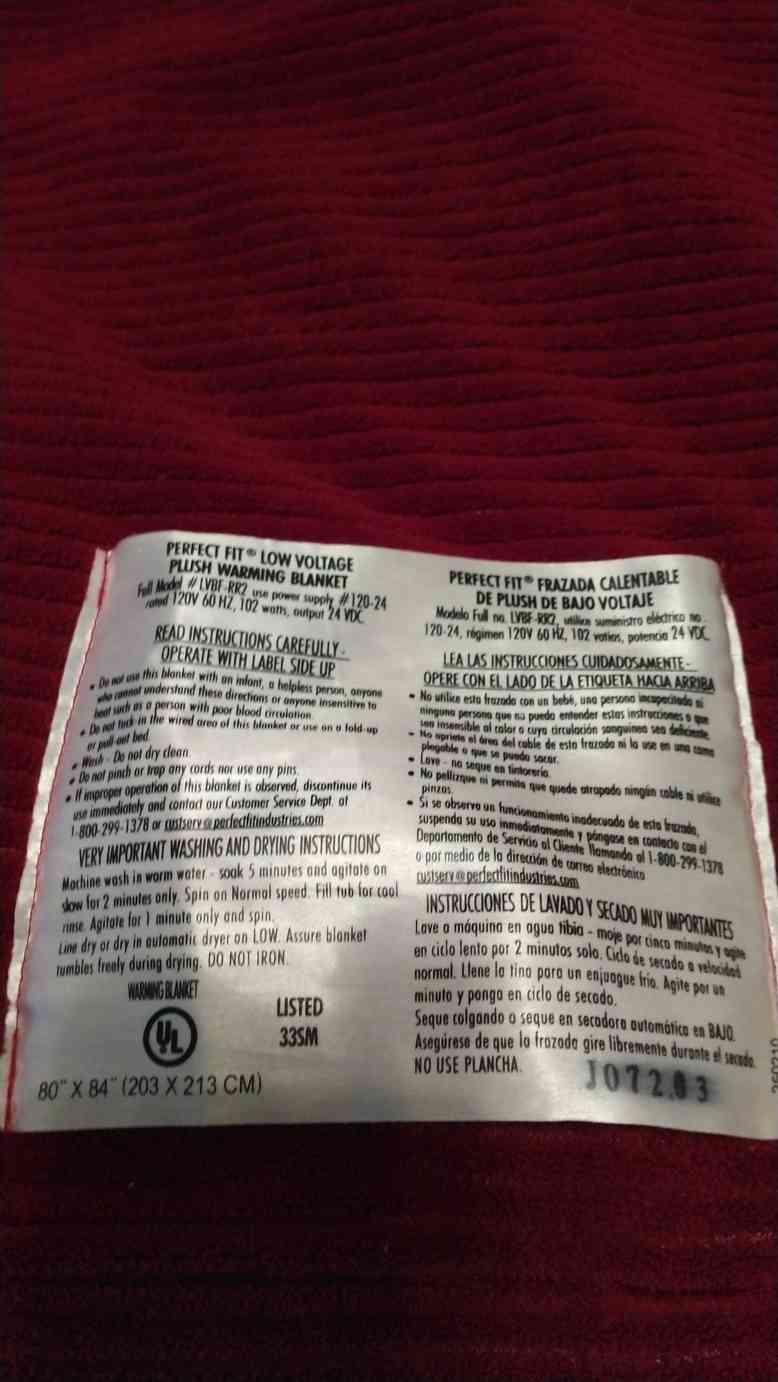 PERFECT FIT® LOW VOLTAGE
PLUSH WARMING BLANKET
Full Model # LVBF-RR2 use power supply #120-24
rated 120V 60 HZ, 102 watts, output 24 VDC
READ INSTRUCTIONS CAREFULLY -
OPERATE WITH LABEL SIDE UP
• Do not use this blanket with an infant, a helpless person, anyone
who cannot understand these directions or anyone insensitive to
heat such as a person with poor blood circulation.
• Do not tuck in the wired area of this blanket or use on a fold-up
or pull-out bed.
• Wash - Do not dry clean.
• Do not pinch or trap any cords nor use any pins.
• If improper operation of this blanket is observed, discontinue its
use immediately and contact our Customer Service Dept. at
1-800-299-1378 or custserv@perfectfitindustries.com
VERY IMPORTANT WASHING AND DRYING INSTRUCTIONS
Machine wash in warm water - soak 5 minutes and agitate on
slow for 2 minutes only. Spin on Normal speed. Fill tub for cool
rinse. Agitate for 1 minute only and spin.
Line dry or dry in automatic dryer on LOW. Assure blanket
tumbles freely during drying. DO NOT IRON.
WARMING BLANKET
UL
LISTED
33SM
80" X 84" (203 X 213 CM)
PERFECT FIT® FRAZADA CALENTABLE
DE PLUSH DE BAJO VOLTAJE
Modelo Full no. LVBF-RR2, utilice suministro eléctrico no.
120-24, régimen 120V 60 HZ, 102 vatios, potencia 24 VDC
LEA LAS INSTRUCCIONES CUIDADOSAMENTE -
OPERE CON EL LADO DE LA ETIQUETA HACIA ARRIBA
• No utilice esta frazada con un bebé, una persona incapacitada ni
ninguna persona que no pueda entender estas instrucciones o que
sea insensible al calor o cuya circulación sanguínea sea deficiente.
• No apriete el área del cable de esta frazada ni la use en una cama
plegable o que se pueda sacar.
• Lave - no seque en tintorería.
• No pellizque ni permita que quede atrapado ningún cable ni utilice
pinzas.
• Si se observa un funcionamiento inadecuado de esta frazada,
suspenda su uso inmediatamente y póngase en contacto con el
Departamento de Servicio al Cliente llamando al 1-800-299-1378
o por medio de la dirección de correo electrónico
custserv@perfectfitindustries.com
INSTRUCCIONES DE LAVADO Y SECADO MUY IMPORTANTES
Lave a máquina en agua tibia - moje por cinco minutos y agite
en ciclo lento por 2 minutos solo. Ciclo de secado a velocidad
normal. Llene la tina para un enjuague frío. Agite por un
minuto y ponga en ciclo de secado.
Seque colgando o seque en secadora automática en BAJO.
Asegúrese de que la frazada gire libremente durante el secado.
NO USE PLANCHA.
J07203